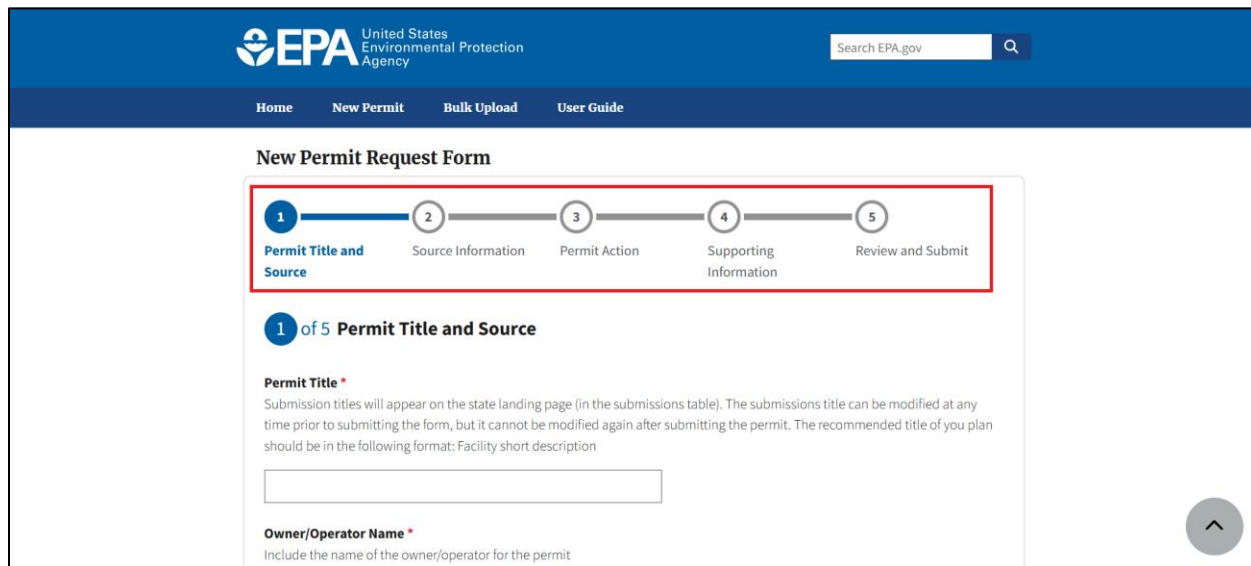 EPA
United States
Environmental Protection
Agency
Search EPA.gov
Home New Permit Bulk Upload User Guide
New Permit Request Form
1 2 3 4 5
Permit Title and Source Information Permit Action Supporting Review and Submit
Source Information
1 of 5 Permit Title and Source
Permit Title *
Submission titles will appear on the state landing page (in the submissions table). The submissions title can be modified at any
time prior to submitting the form, but it cannot be modified again after submitting the permit. The recommended title of you plan
should be in the following format: Facility short description
Owner/Operator Name *
Include the name of the owner/operator for the permit